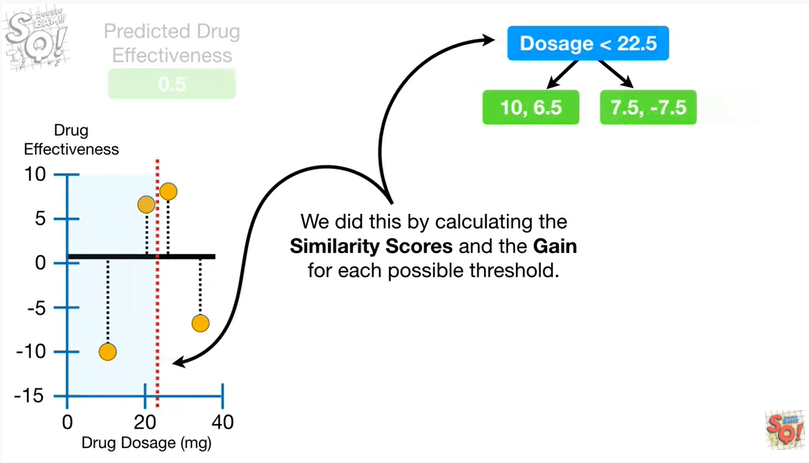 SQ!
Predicted Drug
Effectiveness
0.5
Dosage < 22.5
10, 6.5
7.5, -7.5
Drug
Effectiveness
10
5
0
-5
-10
-15
0
20
40
Drug Dosage (mg)
We did this by calculating the
Similarity Scores and the Gain
for each possible threshold.
SQ!